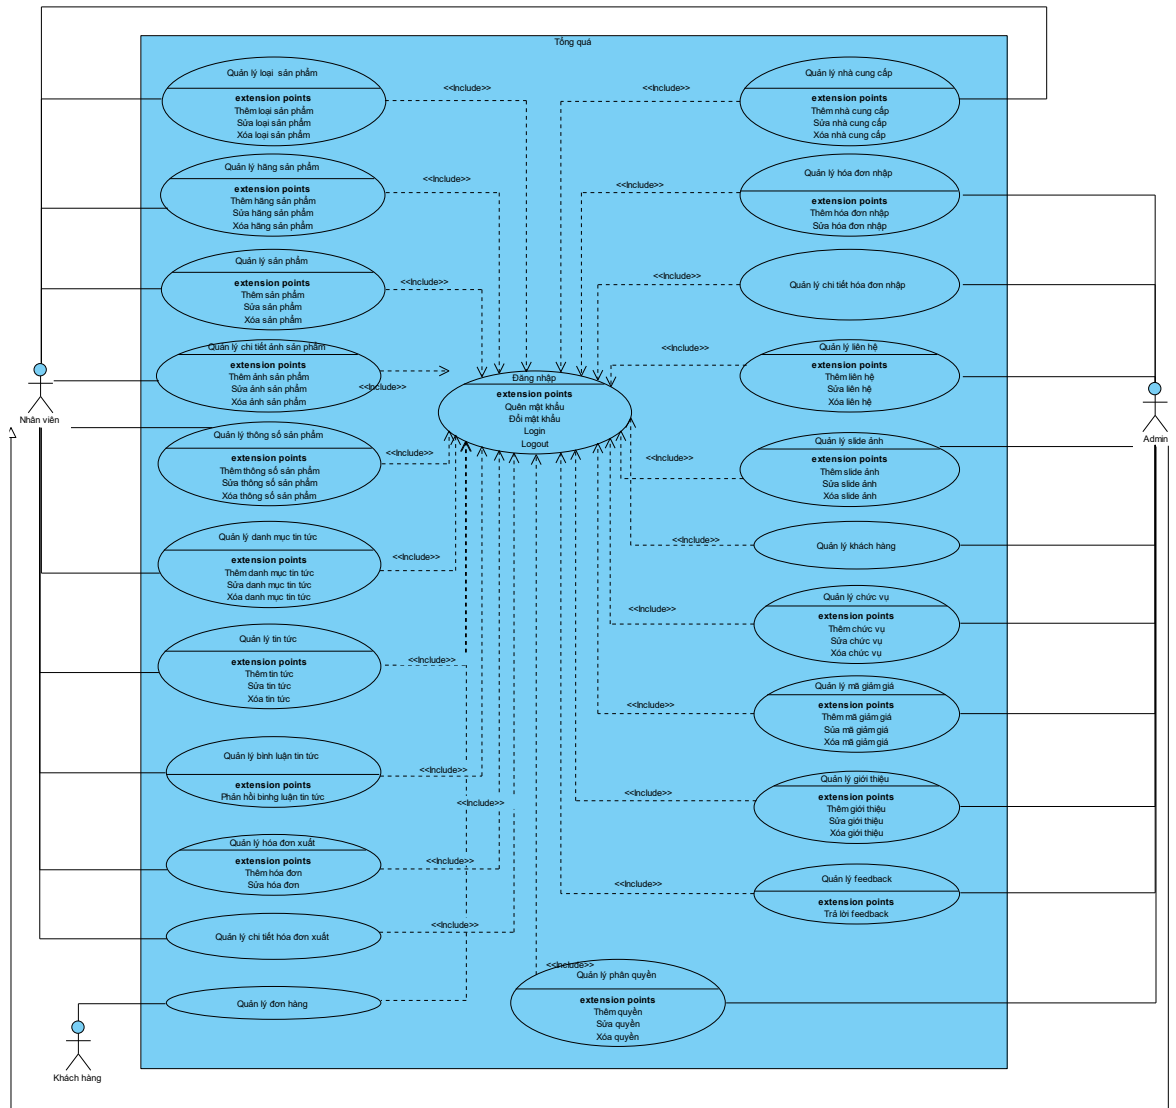 Tổng quá
Quản lý loại sản phẩm
extension points
Thêm loại sản phẩm
Sửa loại sản phẩm
Xóa loại sản phẩm
<<Include>>
Quản lý hãng sản phẩm
extension points
Thêm hãng sản phẩm
Sửa hãng sản phẩm
Xóa hãng sản phẩm
<<Include>>
Quản lý sản phẩm
extension points
Thêm sản phẩm
Sửa sản phẩm
Xóa sản phẩm
<<Include>>
Quản lý chi tiết ảnh sản phẩm
extension points
Thêm ảnh sản phẩm
Sửa ảnh sản phẩm
Xóa ảnh sản phẩm
<<Include>>
Nhân viên
Quản lý thông số sản phẩm
extension points
Thêm thông số sản phẩm
Sửa thông số sản phẩm
Xóa thông số sản phẩm
<<Include>>
Quản lý danh mục tin tức
extension points
Thêm danh mục tin tức
Sửa danh mục tin tức
Xóa danh mục tin tức
<<Include>>
Quản lý tin tức
extension points
Thêm tin tức
Sửa tin tức
Xóa tin tức
<<Include>>
Quản lý bình luận tin tức
extension points
Phản hồi binhg luận tin tức
<<Include>>
<<Include>>
Quản lý hóa đơn xuất
extension points
Thêm hóa đơn
Sửa hóa đơn
<<Include>>
Quản lý chi tiết hóa đơn xuất
<<Include>>
Quản lý đơn hàng
Khách hàng
Đăng nhập
extension points
Quên mật khẩu
Đổi mật khẩu
Login
Logout
Quản lý nhà cung cấp
extension points
Thêm nhà cung cấp
Sửa nhà cung cấp
Xóa nhà cung cấp
<<Include>>
Quản lý hóa đơn nhập
extension points
Thêm hóa đơn nhập
Sửa hóa đơn nhập
<<Include>>
Quản lý chi tiết hóa đơn nhập
<<Include>>
Quản lý liên hệ
extension points
Thêm liên hệ
Sửa liên hệ
Xóa liên hệ
<<Include>>
Admin
Quản lý slide ảnh
extension points
Thêm slide ảnh
Sửa slide ảnh
Xóa slide ảnh
<<Include>>
Quản lý khách hàng
<<Include>>
Quản lý chức vụ
extension points
Thêm chức vụ
Sửa chức vụ
Xóa chức vụ
<<Include>>
Quản lý mã giảm giá
extension points
Thêm mã giảm giá
Sủa mã giảm giá
Xóa mã giảm giá
<<Include>>
Quản lý giới thiệu
extension points
Thêm giới thiệu
Sửa giới thiệu
Xóa giới thiệu
<<Include>>
Quản lý feedback
extension points
Trả lời feedback
<<Include>>
<<Include>>
Quản lý phân quyền
extension points
Thêm quyền
Sửa quyền
Xóa quyền